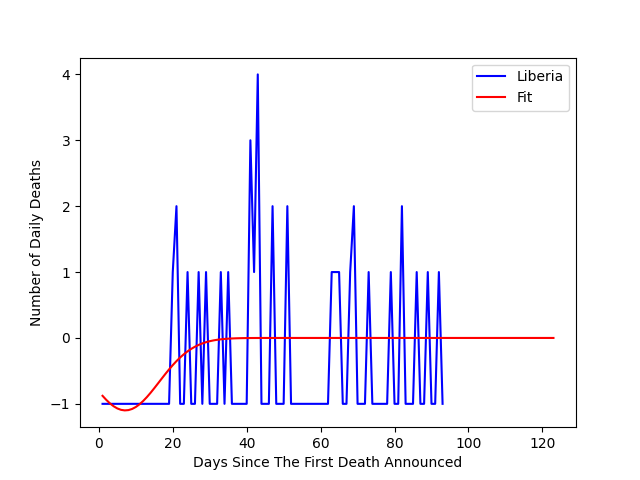 Liberia
Fit
4
3
2
1
0
−1
Number of Daily Deaths
0 20 40 60 80 100 120
Days Since The First Death Announced